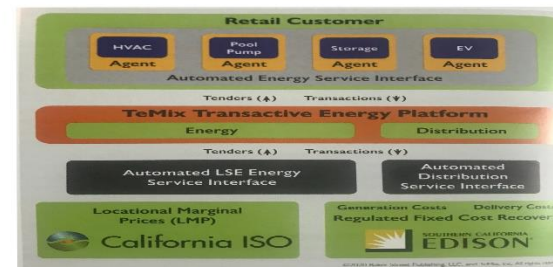 Retail Customer
HVAC
Agent
Pool
Pump
Agent
Storage
Agent
EV
Agent
Automated Energy Service Interface
Tenders (↑) Transactions (↓)
TeMix Transactive Energy Platform
Energy
Distribution
Tenders (↑) Transactions (↓)
Automated LSE Energy
Service Interface
Automated
Distribution
Service Interface
Locational Marginal
Prices (LMP)
California ISO
Generation Costs Delivery Cost
Regulated Fixed Cost Recover
SOUTHERN CALIFORNIA
EDISON